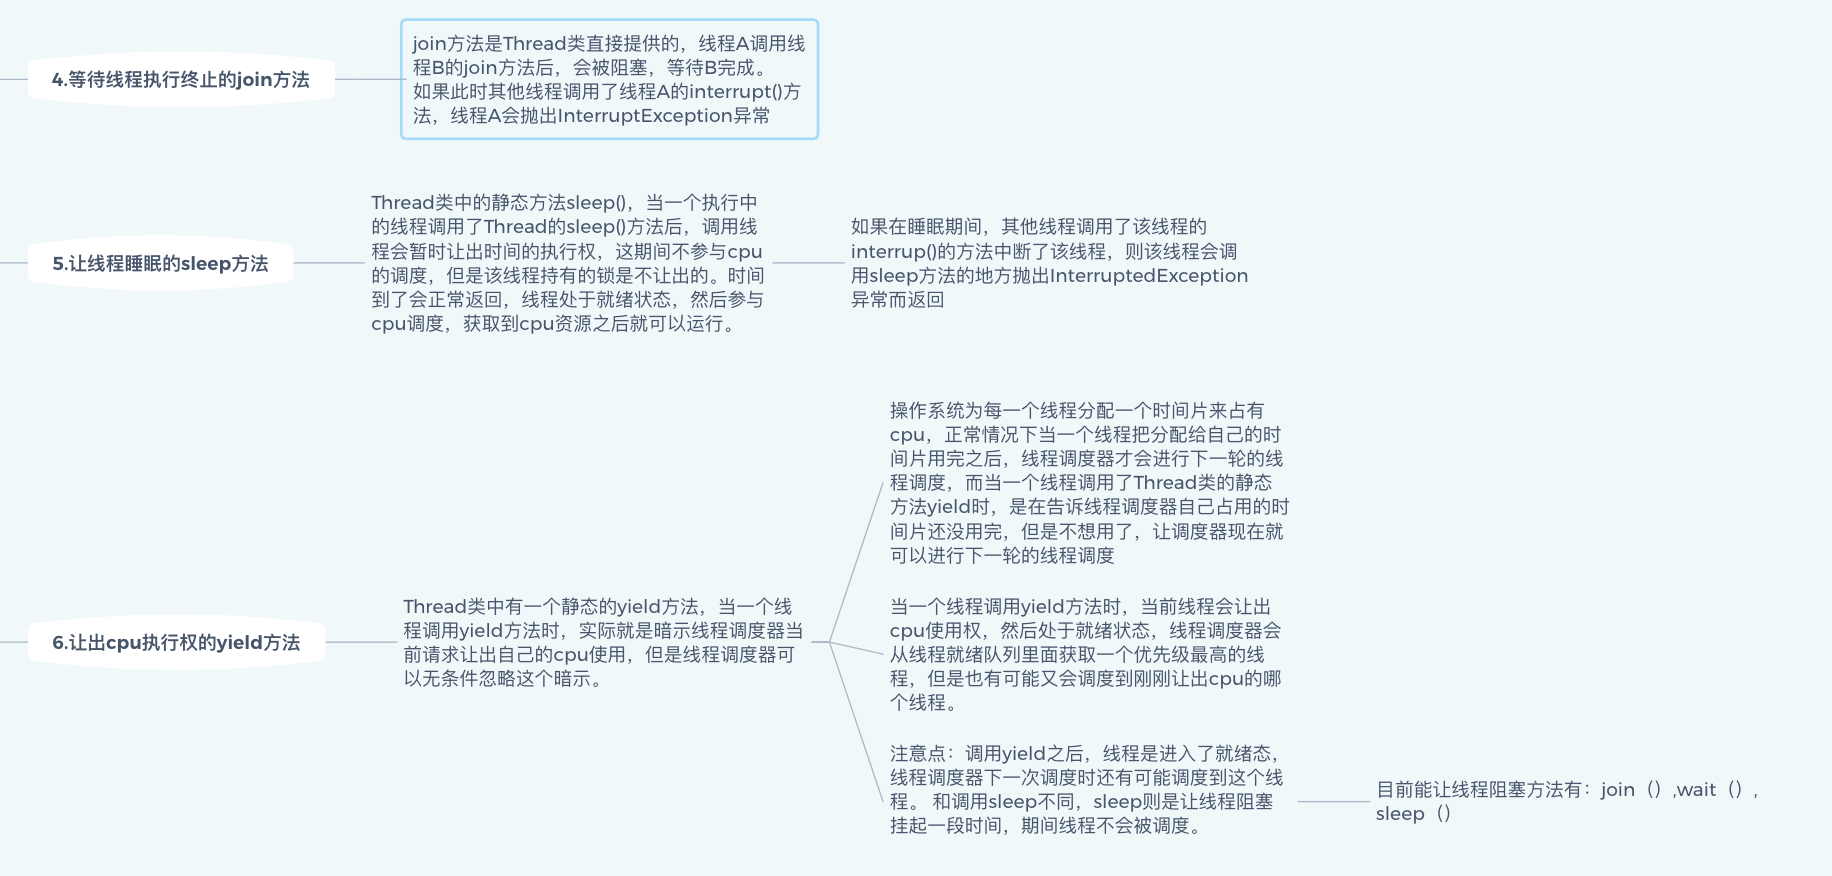 4.等待线程执行终止的join方法
join方法是Thread类直接提供的，线程A调用线
程B的join方法后，会被阻塞，等待B完成。
如果此时其他线程调用了线程A的interrupt()方
法，线程A会抛出InterruptException异常
5.让线程睡眠的sleep方法
Thread类中的静态方法sleep()，当一个执行中
的线程调用了Thread的sleep()方法后，调用线
程会暂时让出时间的执行权，这期间不参与cpu
的调度，但是该线程持有的锁是不让出的。时间
到了会正常返回，线程处于就绪状态，然后参与
cpu调度，获取到cpu资源之后就可以运行。
如果在睡眠期间，其他线程调用了该线程的
interrup()的方法中断了该线程，则该线程会调
用sleep方法的地方抛出InterruptedException
异常而返回
6.让出cpu执行权的yield方法
Thread类中有一个静态的yield方法，当一个线
程调用yield方法时，实际就是暗示线程调度器当
前请求让出自己的cpu使用，但是线程调度器可
以无条件忽略这个暗示。
操作系统为每一个线程分配一个时间片来占有
cpu，正常情况下当一个线程把分配给自己的时
间片用完之后，线程调度器才会进行下一轮的线
程调度，而当一个线程调用了Thread类的静态
方法yield时，是在告诉线程调度器自己占用的时
间片还没用完，但是不想用了，让调度器现在就
可以进行下一轮的线程调度
当一个线程调用yield方法时，当前线程会让出
cpu使用权，然后处于就绪状态，线程调度器会
从线程就绪队列里面获取一个优先级最高的线
程，但是也有可能又会调度到刚刚让出cpu的哪
个线程。
注意点：调用yield之后，线程是进入了就绪态，
线程调度器下一次调度时还有可能调度到这个线
程。 和调用sleep不同，sleep则是让线程阻塞
挂起一段时间，期间线程不会被调度。
目前能让线程阻塞方法有：join（）,wait（）,
sleep（）